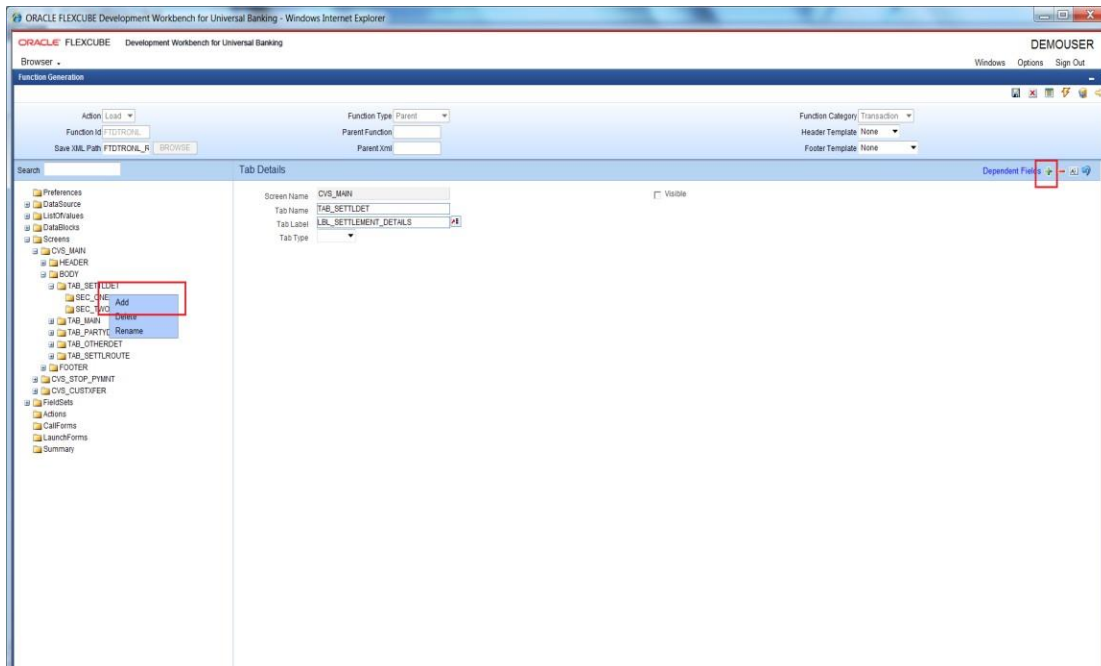 ORACLE FLEXCUBE Development Workbench for Universal Banking - Windows Internet Explorer
ORACLE FLEXCUBE Development Workbench for Universal Banking
DEMOUSER
Browser
Windows Options Sign Out
Function Generation
Action Load
Function Type Parent
Function Category Transaction
Function Id FTDTRONL
Parent Function
Header Template None
Save XML Path FTDTRONL_R BROWSE
Parent Xml
Footer Template None
Search
Tab Details
Dependent Fields
Preferences
Screen Name CVS_MAIN
Visible
DataSource
Tab Name TAB_SETTLDET
ListOfValues
Tab Label LBL_SETTLEMENT_DETAILS
DataBlocks
Tab Type
Screens
CVS_MAIN
HEADER
BODY
TAB_SETTLDET
SEC_ONE
Add
SEC_TWO
Delete
TAB_MAIN
Rename
TAB_PARTYD
TAB_OTHERDET
TAB_SETTLROUTE
FOOTER
CVS_STOP_PYMNT
CVS_CUSTXFER
FieldSets
Actions
CallForms
LaunchForms
Summary